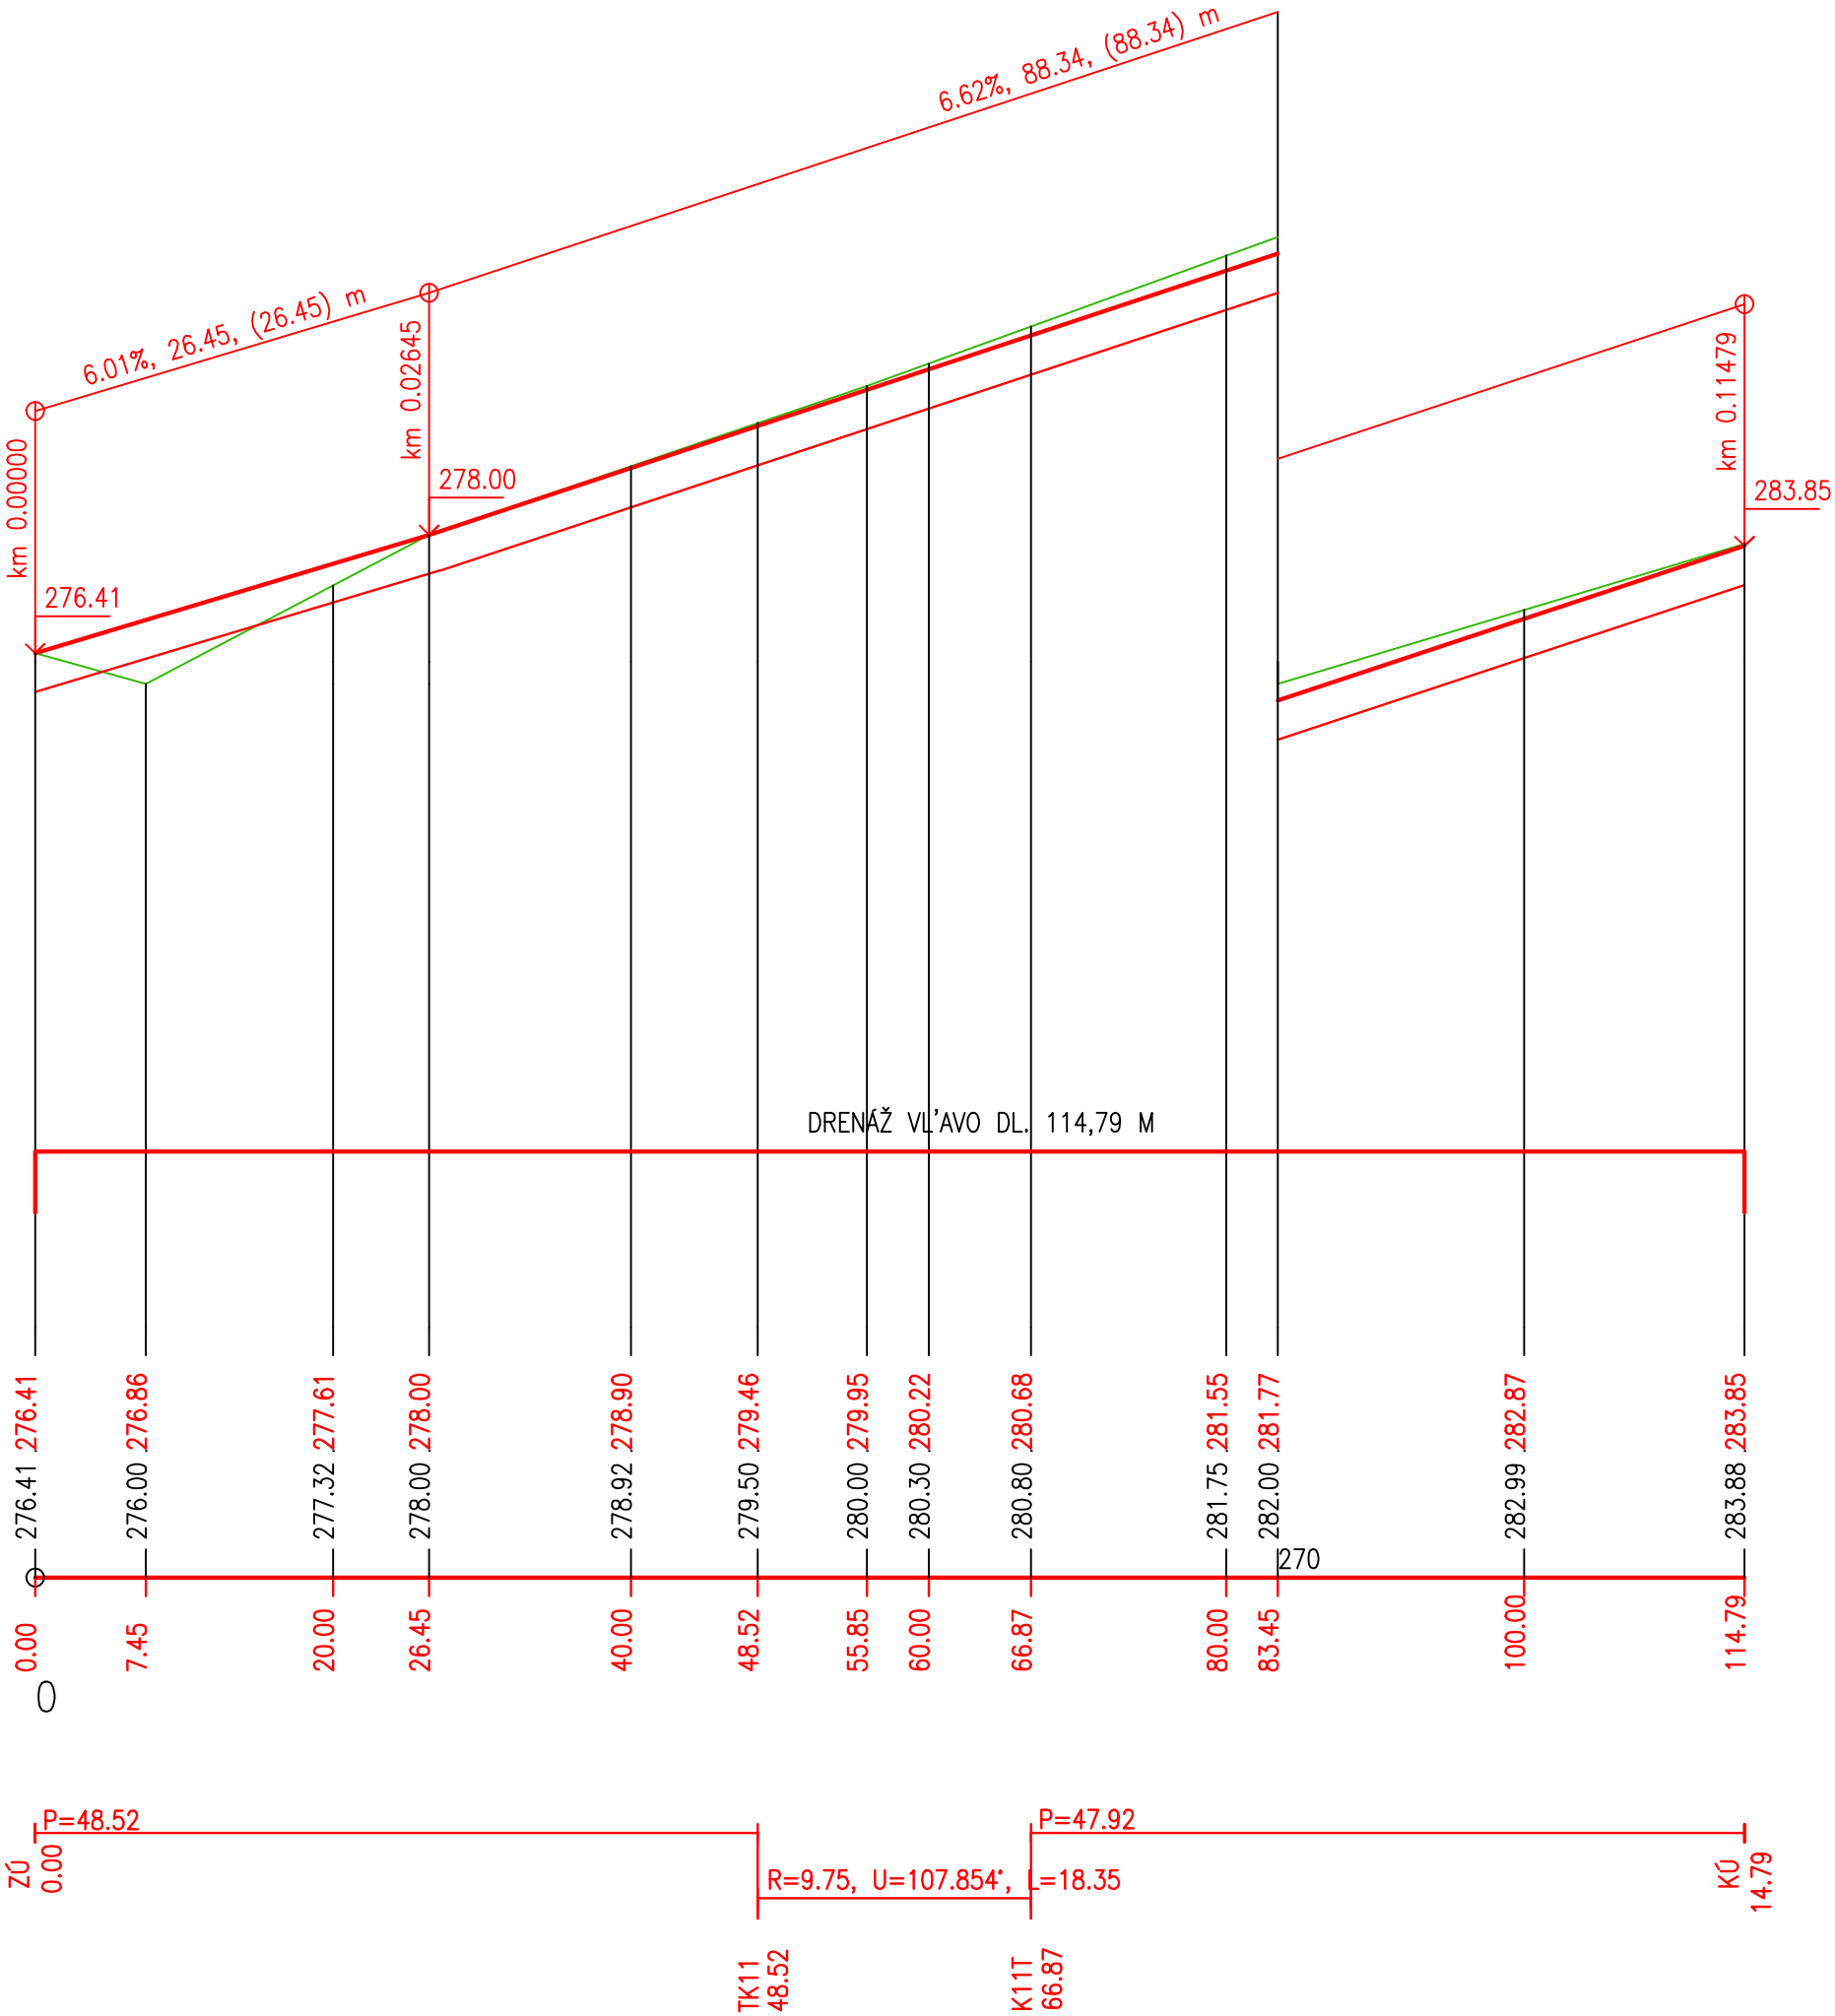 6.62%, 88.34, (88.34) m
6.01%, 26.45, (26.45) m
km 0.00000
276.41
km 0.02645
278.00
km 0.11479
283.85
DRENÁŽ VĽAVO DL. 114,79 M
276.41 276.86 277.61 278.00 278.90 279.46 279.95 280.22 280.68 281.55 281.77 282.87 283.85
276.41 276.00 277.32 278.00 278.92 279.50 280.00 280.30 280.80 281.75 282.00 282.99 283.88
270
0.00 7.45 20.00 26.45 40.00 48.52 55.85 60.00 66.87 80.00 83.45 100.00 114.79
0
P=48.52
P=47.92
ZÚ
0.00
R=9.75, U=107.854°, L=18.35
KÚ
14.79
TK11
48.52
K11T
66.87